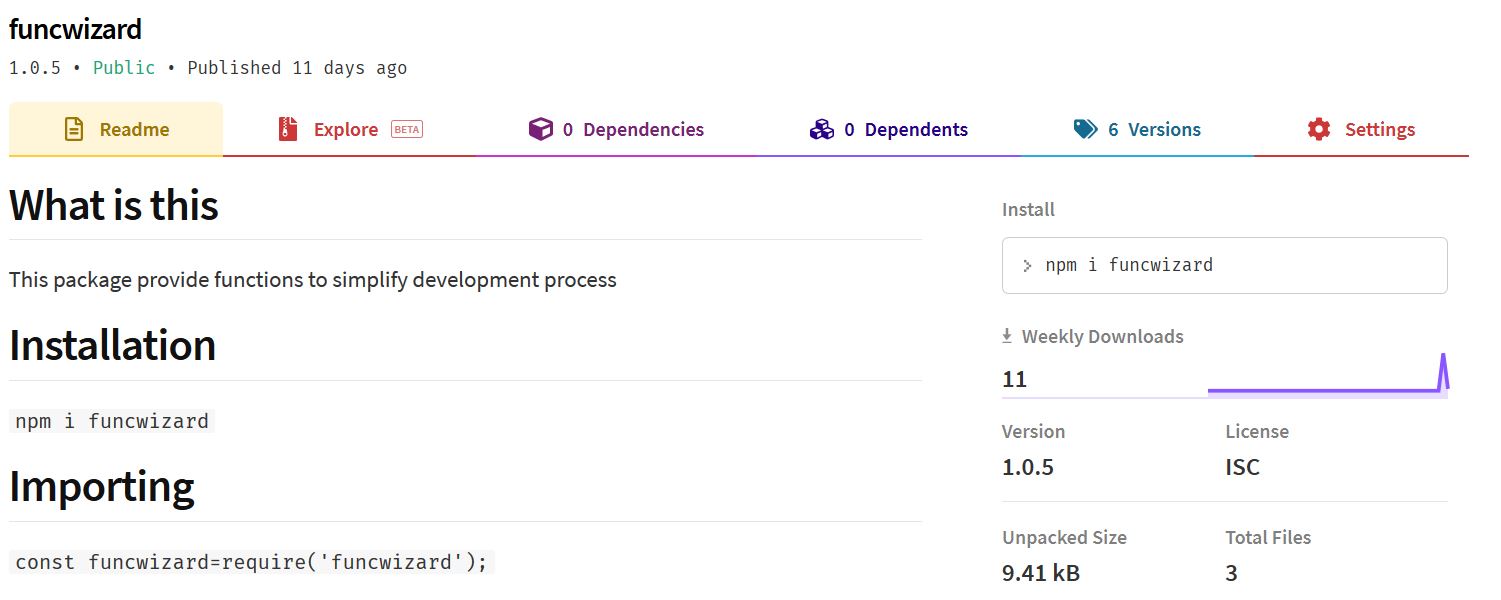 funcwizard
1.0.5 • Public • Published 11 days ago
Readme
Explore BETA
0 Dependencies
0 Dependents
6 Versions
Settings
What is this
This package provide functions to simplify development process
Installation
npm i funcwizard
Importing
const funcwizard=require('funcwizard');
Install
> npm i funcwizard
Weekly Downloads
11
Version
1.0.5
License
ISC
Unpacked Size
9.41 kB
Total Files
3